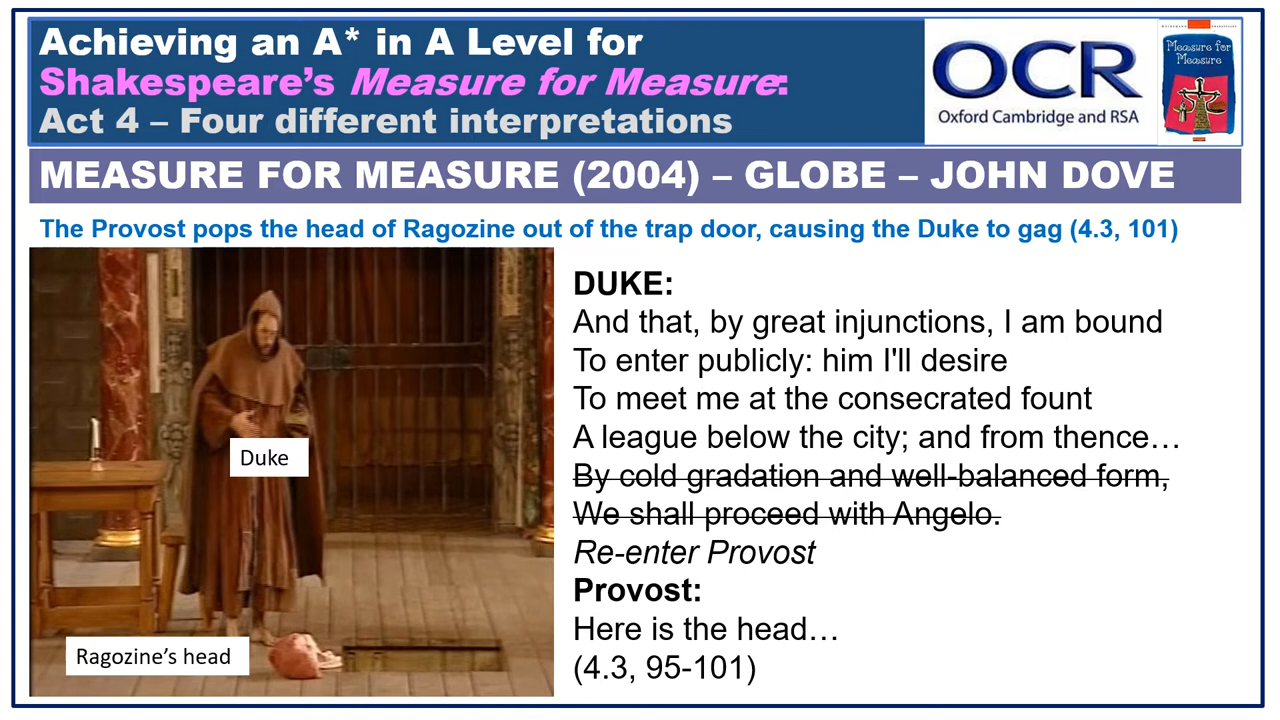 Achieving an A* in A Level for
Shakespeare's Measure for Measure:
Act 4 – Four different interpretations
OCR
Oxford Cambridge and RSA
Measure for
Measure
MEASURE FOR MEASURE (2004) – GLOBE – JOHN DOVE
The Provost pops the head of Ragozine out of the trap door, causing the Duke to gag (4.3, 101)
Duke
Ragozine's head
DUKE:
And that, by great injunctions, I am bound
To enter publicly: him I'll desire
To meet me at the consecrated fount
A league below the city; and from thence…
By cold gradation and well-balanced form,
We shall proceed with Angelo.
Re-enter Provost
Provost:
Here is the head…
(4.3, 95-101)